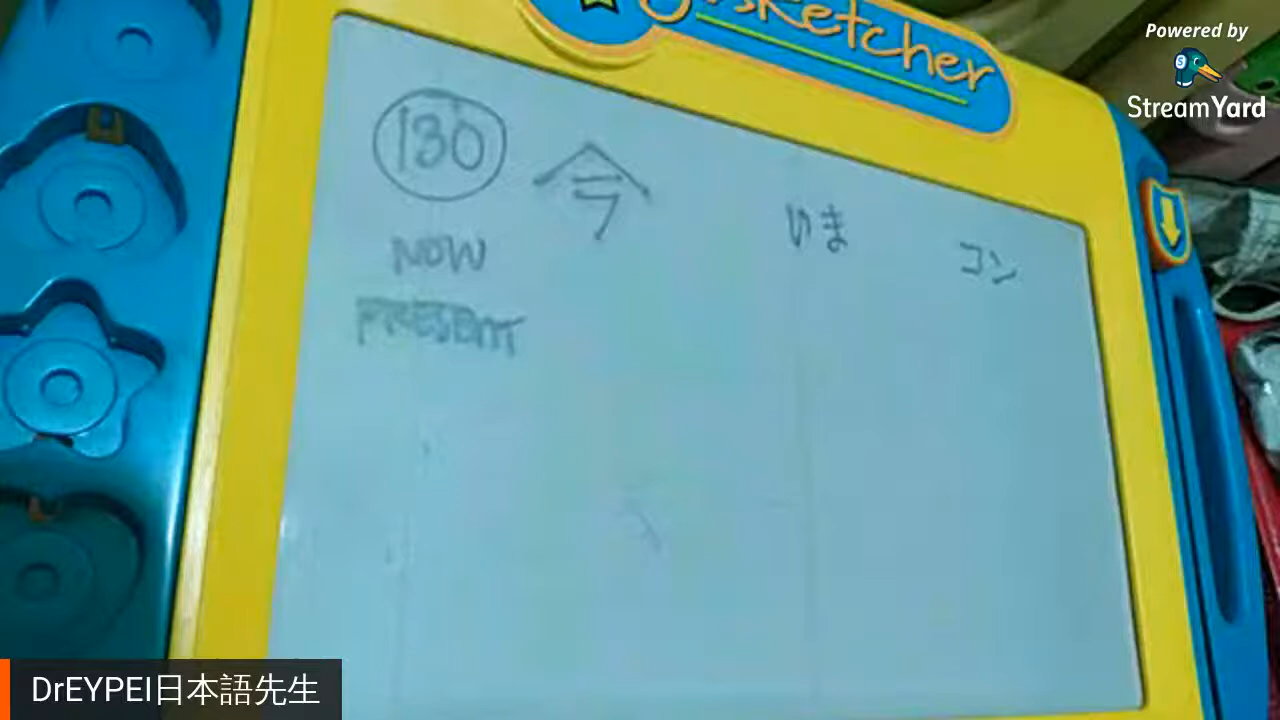 sketcher
Powered by
StreamYard
130 今 いま コン
NOW
PRESENT
DrEYPEI日本語先生